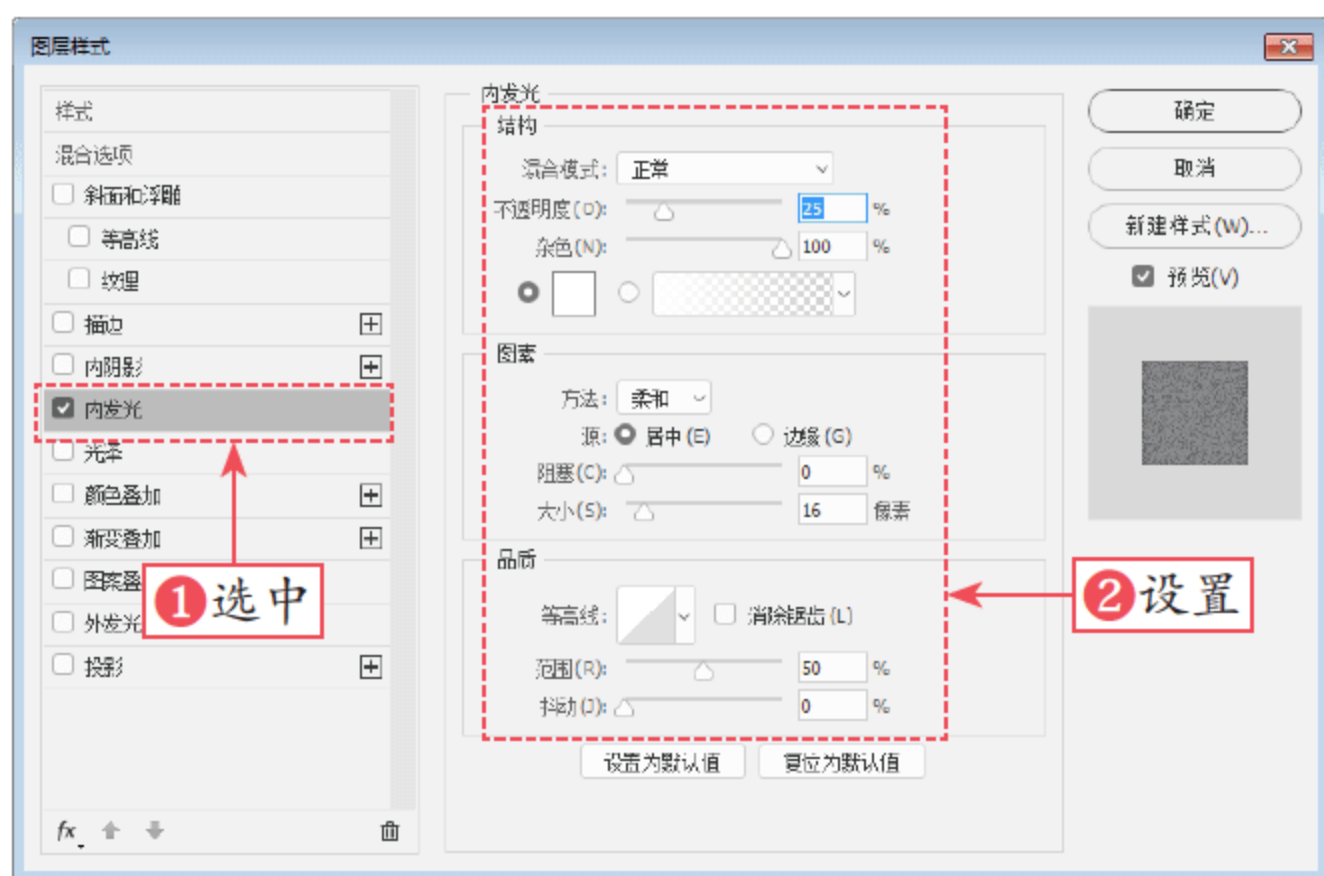 图层样式
样式
混合选项
斜面和浮雕
等高线
纹理
描边
内阴影
内发光
光泽
颜色叠加
渐变叠加
图案叠
外发光
投影
fx
❶选中
内发光
结构
混合模式: 正常
不透明度(O): 25 %
杂色(N): 100 %
图素
方法: 柔和
源: 居中(E) 边缘(G)
阻塞(C): 0 %
大小(S): 16 像素
品质
等高线: 消除锯齿(L)
范围(R): 50 %
抖动(J): 0 %
设置为默认值 复位为默认值
确定
取消
新建样式(W)...
预览(V)
❷设置